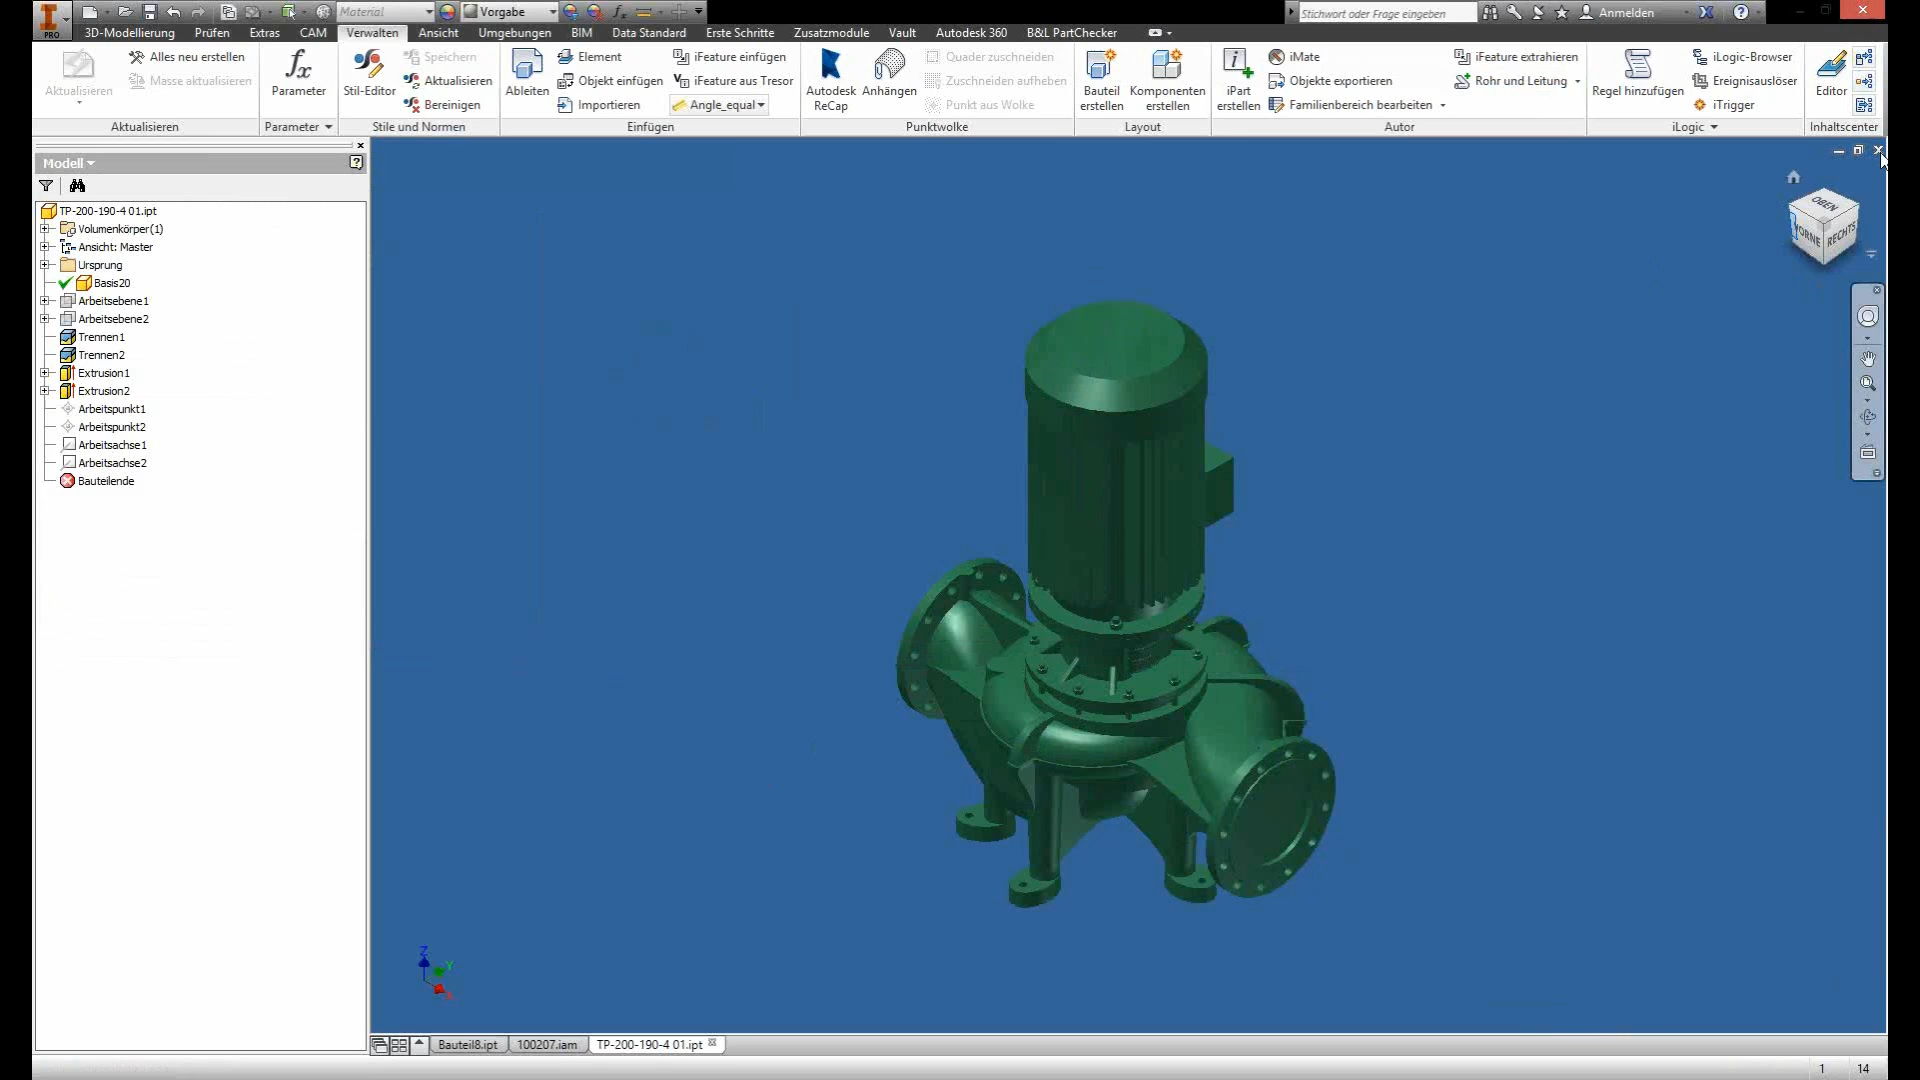 PRO
Material
Vorgabe
fx
Stichwort oder Frage eingeben
Anmelden
3D-Modellierung Prüfen Extras CAM Verwalten Ansicht Umgebungen BIM Data Standard Erste Schritte Zusatzmodule Vault Autodesk 360 B&L PartChecker
Aktualisieren
Alles neu erstellen
Masse aktualisieren
Aktualisieren
fx
Parameter
Parameter
Stil-Editor
Speichern
Aktualisieren
Bereinigen
Stile und Normen
Ableiten
Element
Objekt einfügen
Importieren
iFeature einfügen
iFeature aus Tresor
Angle_equal
Einfügen
Autodesk
ReCap
Anhängen
Quader zuschneiden
Zuschneiden aufheben
Punkt aus Wolke
Punktwolke
Bauteil
erstellen
Komponenten
erstellen
Layout
iPart
erstellen
iMate
Objekte exportieren
Familienbereich bearbeiten
iFeature extrahieren
Rohr und Leitung
Autor
Regel hinzufügen
iLogic-Browser
Ereignisauslöser
iTrigger
iLogic
Editor
Inhaltscenter
Modell
TP-200-190-4 01.ipt
Volumenkörper(1)
Ansicht: Master
Ursprung
Basis20
Arbeitsebene1
Arbeitsebene2
Trennen1
Trennen2
Extrusion1
Extrusion2
Arbeitspunkt1
Arbeitspunkt2
Arbeitsachse1
Arbeitsachse2
Bauteilende
OBEN
VORNE
RECHTS
Z
Y
X
Bauteil8.ipt 100207.iam TP-200-190-4 01.ipt
1 14